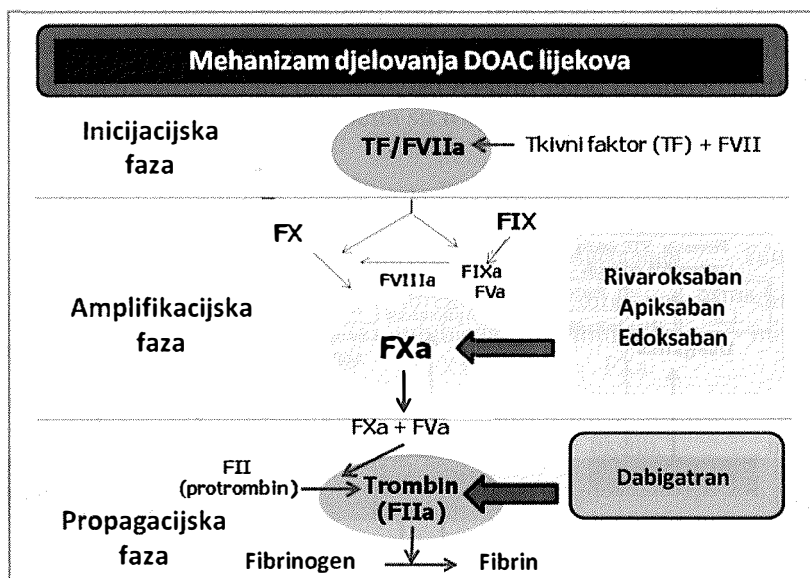 Mehanizam djelovanja DOAC lijekova
Inicijacijska
faza
TF/FVIIa
Tkivni faktor (TF) + FVII
FX
FIX
FVIIIa
FIXa
FVa
Amplifikacijska
faza
Rivaroksaban
Apiksaban
Edoksaban
FXa
FXa + FVa
FII
(protrombin)
Trombin
(FIIa)
Dabigatran
Propagacijska
faza
Fibrinogen
Fibrin